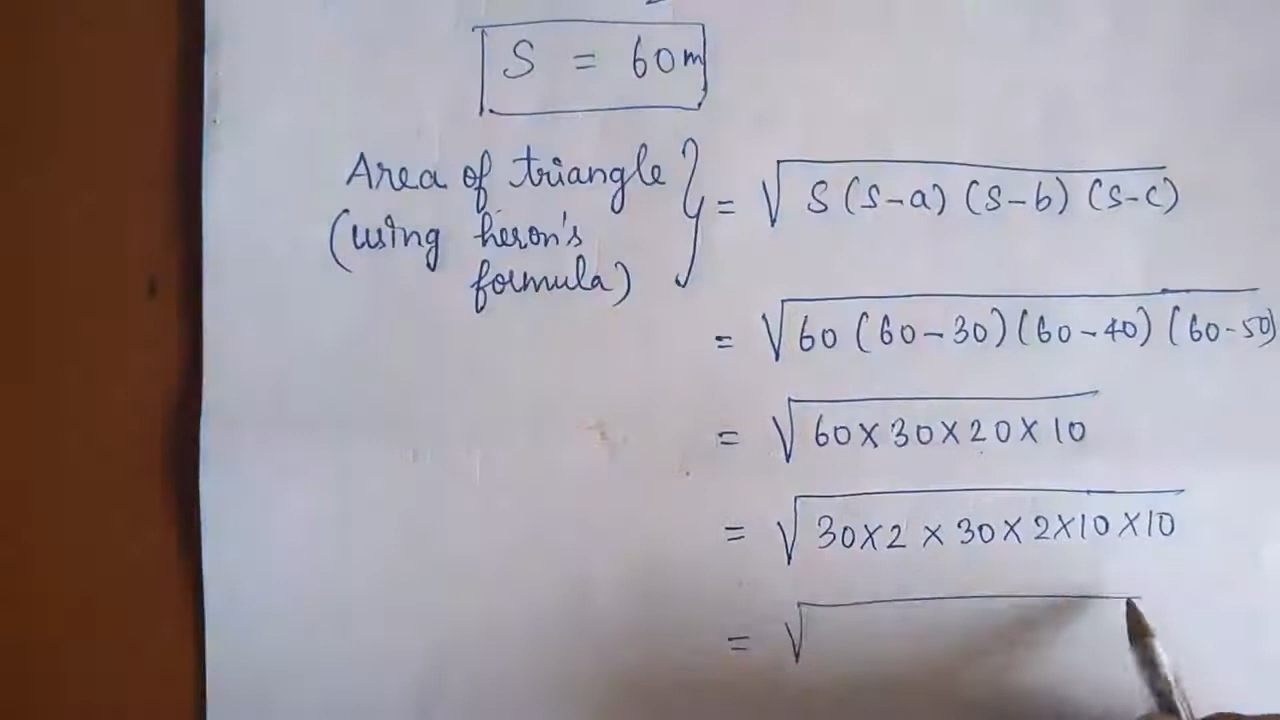 S = 60m
Area of triangle } = √S(S-a)(S-b)(S-c)
(using heron's
formula)
= √60(60-30)(60-40)(60-50)
= √60×30×20×10
= √30×2×30×2×10×10
= √